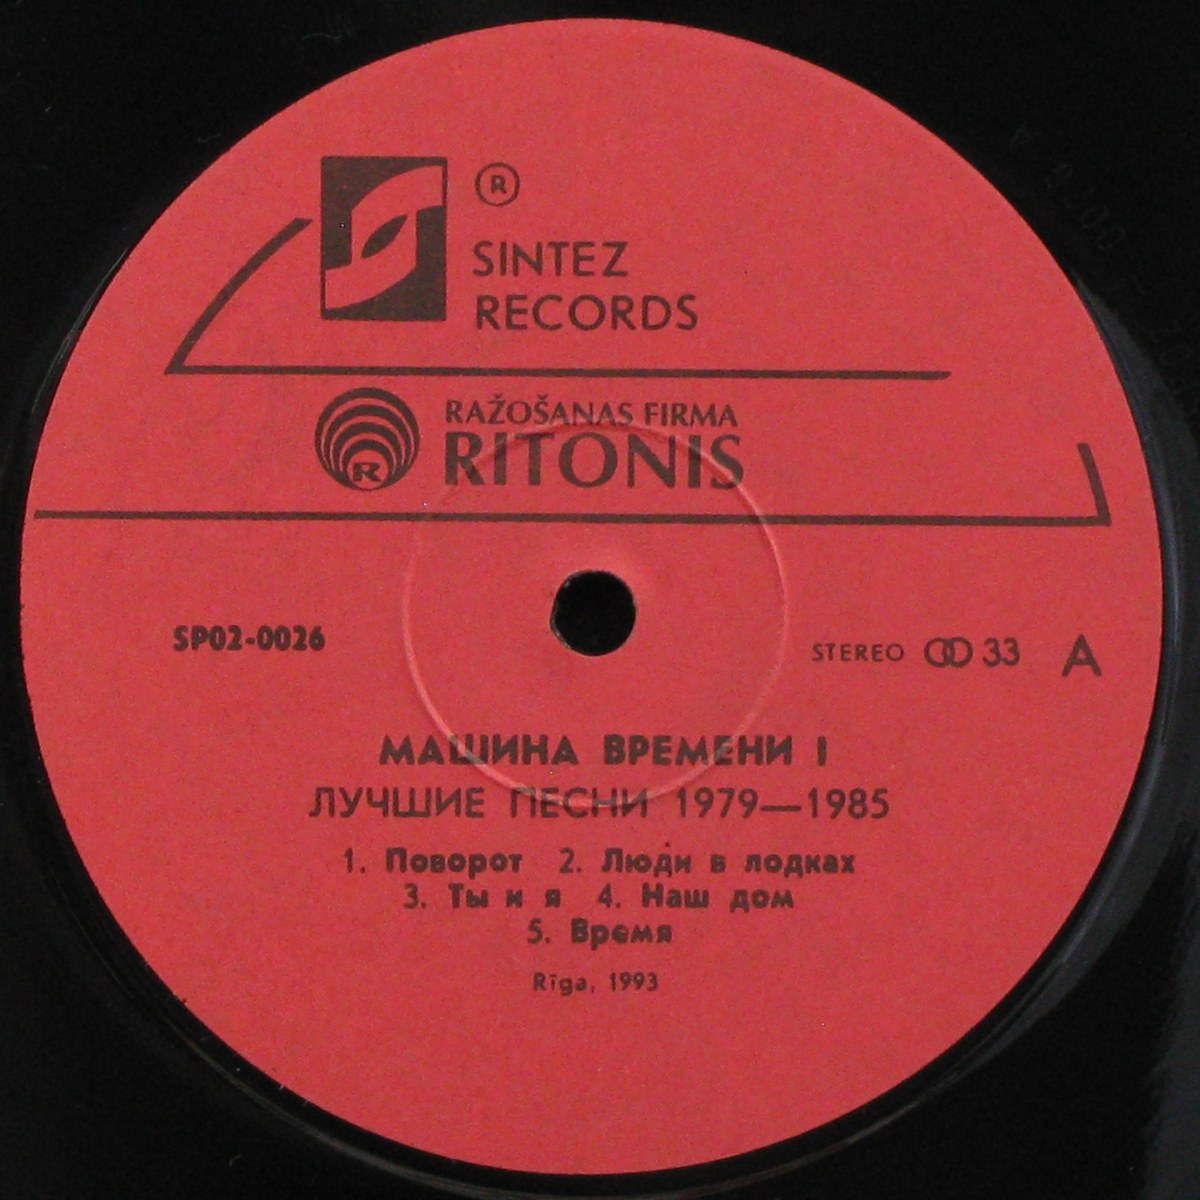 ®
SINTEZ
RECORDS
RAŽOŠANAS FIRMA
R RITONIS
SP02-0026
STEREO 33 A
МАШИНА ВРЕМЕНИ I
ЛУЧШИЕ ПЕСНИ 1979—1985
1. Поворот 2. Люди в лодках
3. Ты и я 4. Наш дом
5. Время
Rīga, 1993